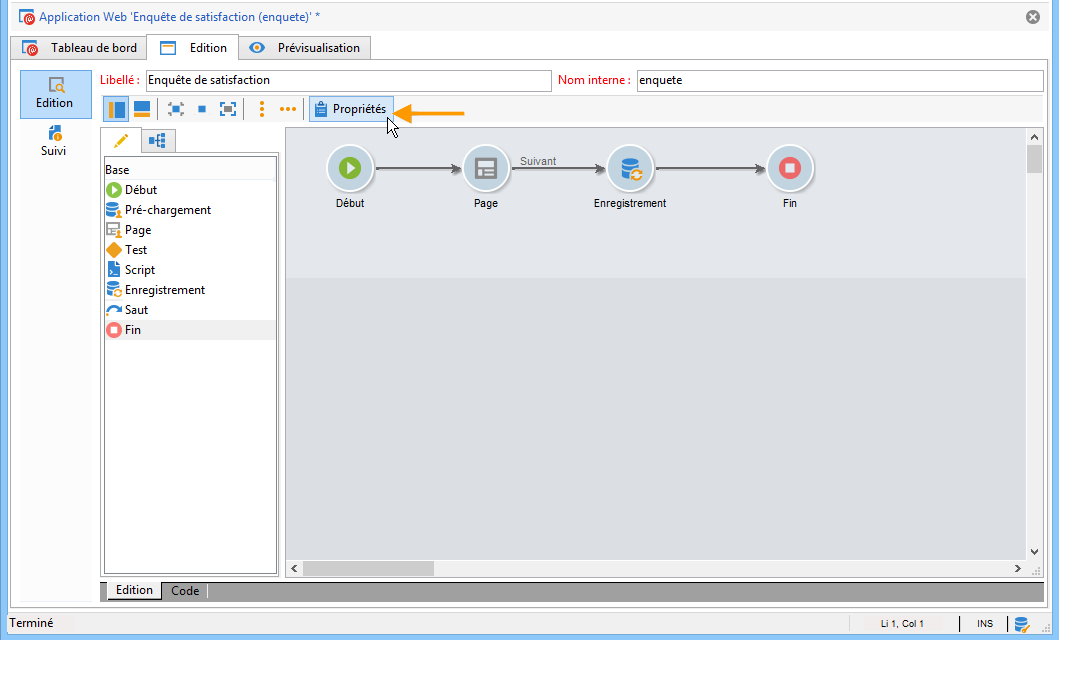 Application Web 'Enquête de satisfaction (enquete)' *
Tableau de bord
Edition
Prévisualisation
Edition
Suivi
Libellé :
Enquête de satisfaction
Nom interne :
enquete
Propriétés
Base
Début
Pré-chargement
Page
Test
Script
Enregistrement
Saut
Fin
Suivant
Début
Page
Enregistrement
Fin
Edition
Code
Terminé
Li 1, Col 1
INS